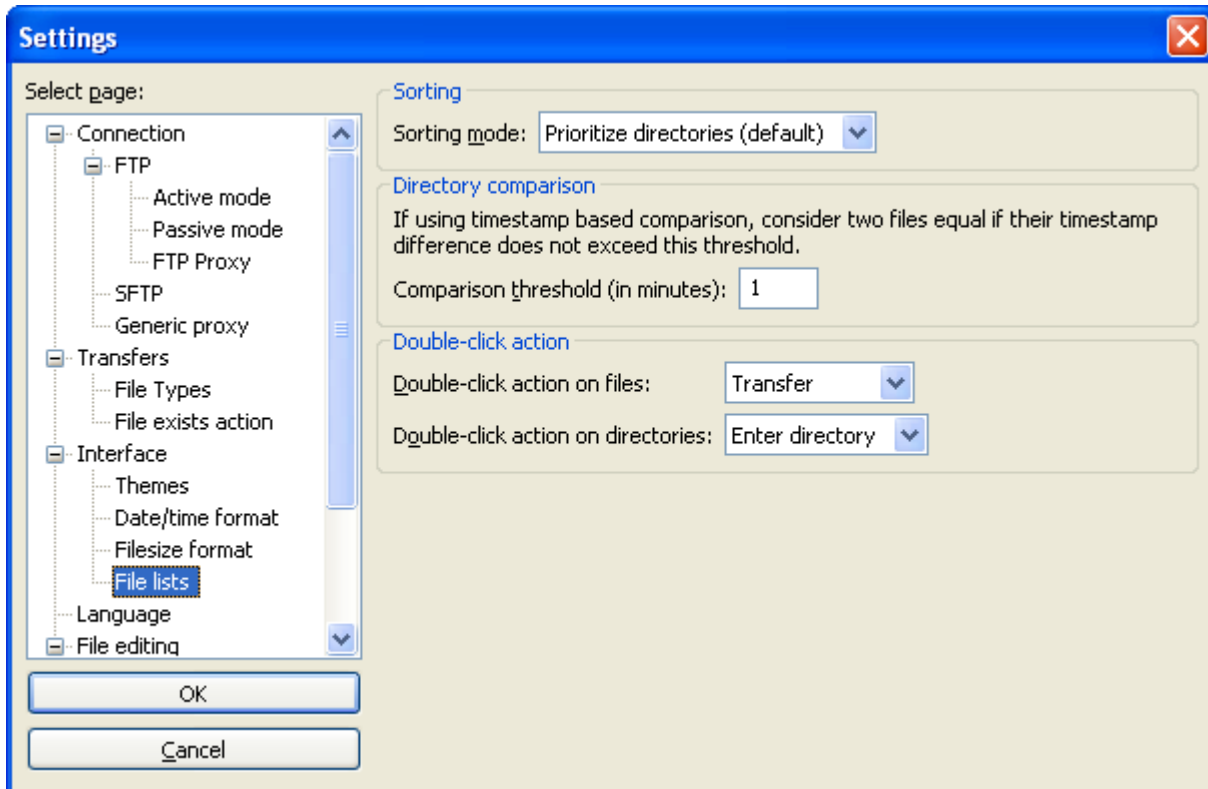 Settings
Select page:
Connection
FTP
Active mode
Passive mode
FTP Proxy
SFTP
Generic proxy
Transfers
File Types
File exists action
Interface
Themes
Date/time format
Filesize format
File lists
Language
File editing
OK
Cancel
Sorting
Sorting mode: Prioritize directories (default)
Directory comparison
If using timestamp based comparison, consider two files equal if their timestamp
difference does not exceed this threshold.
Comparison threshold (in minutes): 1
Double-click action
Double-click action on files: Transfer
Double-click action on directories: Enter directory